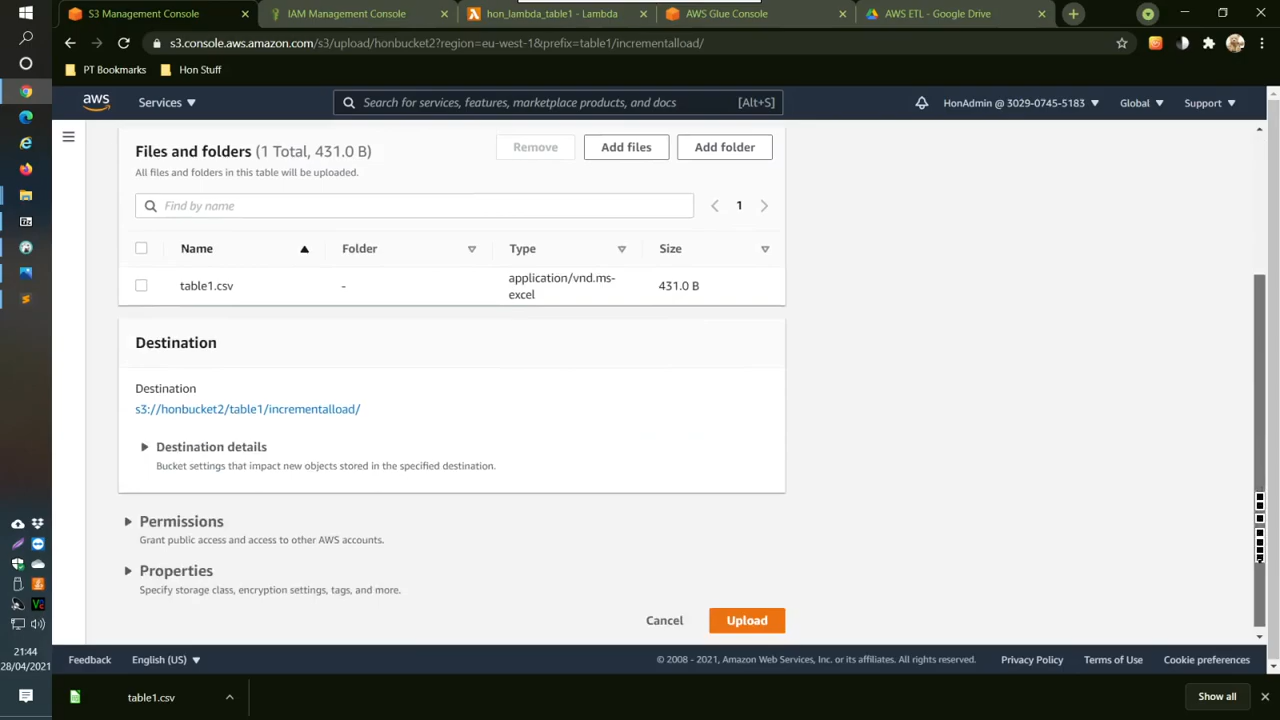 S3 Management Console
IAM Management Console
hon_lambda_table1 - Lambda
AWS Glue Console
AWS ETL - Google Drive
s3.console.aws.amazon.com/s3/upload/honbucket2?region=eu-west-1&prefix=table1/incrementalload/
PT Bookmarks
Hon Stuff
aws
Services
Search for services, features, marketplace products, and docs
[Alt+S]
HonAdmin @ 3029-0745-5183
Global
Support
Files and folders (1 Total, 431.0 B)
Remove
Add files
Add folder
All files and folders in this table will be uploaded.
Find by name
1
Name
Folder
Type
Size
table1.csv
-
application/vnd.ms-
excel
431.0 B
Destination
Destination
s3://honbucket2/table1/incrementalload/
Destination details
Bucket settings that impact new objects stored in the specified destination.
Permissions
Grant public access and access to other AWS accounts.
Properties
Specify storage class, encryption settings, tags, and more.
Cancel
Upload
21:44
28/04/2021
Feedback
English (US)
© 2008 - 2021, Amazon Web Services, Inc. or its affiliates. All rights reserved.
Privacy Policy
Terms of Use
Cookie preferences
table1.csv
Show all